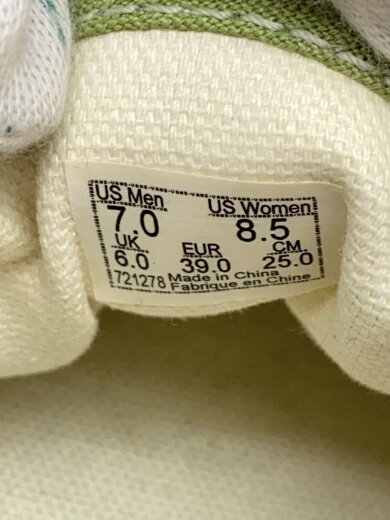 US Men US Women
7.0 8.5
UK EUR CM
6.0 39.0 25.0
721278 Made in China
Fabrique en Chine